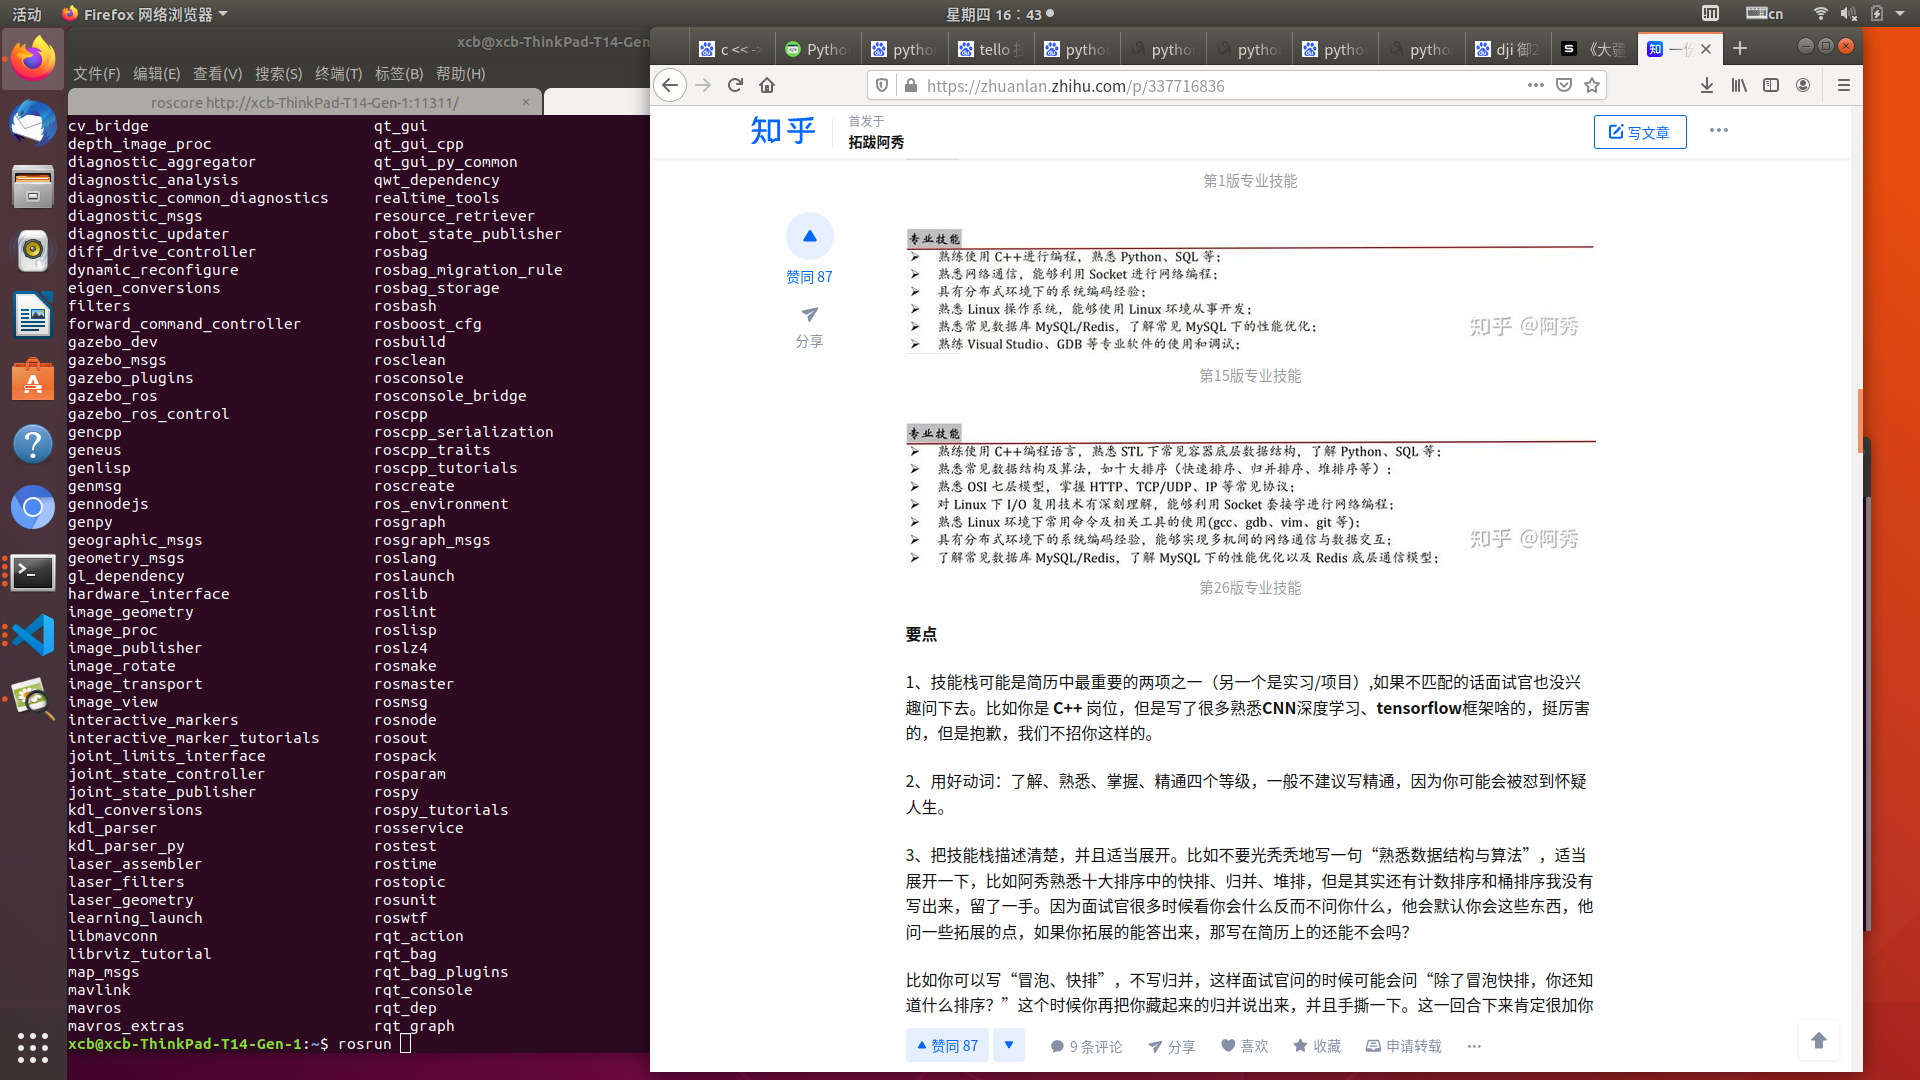 活动
Firefox 网络浏览器
星期四 16：43
cn
xcb@xcb-ThinkPad-T14-Gen
文件(F) 编辑(E) 查看(V) 搜索(S) 终端(T) 标签(B) 帮助(H)
roscore http://xcb-ThinkPad-T14-Gen-1:11311/
cv_bridge qt_gui
depth_image_proc qt_gui_cpp
diagnostic_aggregator qt_gui_py_common
diagnostic_analysis qwt_dependency
diagnostic_common_diagnostics realtime_tools
diagnostic_msgs resource_retriever
diagnostic_updater robot_state_publisher
diff_drive_controller rosbag
dynamic_reconfigure rosbag_migration_rule
eigen_conversions rosbag_storage
filters rosbash
forward_command_controller rosboost_cfg
gazebo_dev rosbuild
gazebo_msgs rosclean
gazebo_plugins rosconsole
gazebo_ros rosconsole_bridge
gazebo_ros_control roscpp
gencpp roscpp_serialization
geneus roscpp_traits
genlisp roscpp_tutorials
genmsg roscreate
gennodejs ros_environment
genpy rosgraph
geographic_msgs rosgraph_msgs
geometry_msgs roslang
gl_dependency roslaunch
hardware_interface roslib
image_geometry roslint
image_proc roslisp
image_publisher roslz4
image_rotate rosmake
image_transport rosmaster
image_view rosmsg
interactive_markers rosnode
interactive_marker_tutorials rosout
joint_limits_interface rospack
joint_state_controller rosparam
joint_state_publisher rospy
kdl_conversions rospy_tutorials
kdl_parser rosservice
kdl_parser_py rostest
laser_assembler rostime
laser_filters rostopic
laser_geometry rosunit
learning_launch roswtf
libmavconn rqt_action
librviz_tutorial rqt_bag
map_msgs rqt_bag_plugins
mavlink rqt_console
mavros rqt_dep
mavros_extras rqt_graph
xcb@xcb-ThinkPad-T14-Gen-1:~$ rosrun
c << -> Python python tello 控 python python python python python dji 御2 《大疆 一份
https://zhuanlan.zhihu.com/p/337716836
知乎
首发于
拓跋阿秀
写文章
第1版专业技能
赞同 87
分享
专业技能
➢ 熟练使用 C++进行编程，熟悉 Python、SQL 等；
➢ 熟悉网络通信，能够利用 Socket 进行网络编程；
➢ 具有分布式环境下的系统编码经验；
➢ 熟悉 Linux 操作系统，能够使用 Linux 环境从事开发；
➢ 熟悉常见数据库 MySQL/Redis，了解常见 MySQL 下的性能优化；
➢ 熟练 Visual Studio、GDB 等专业软件的使用和调试；
知乎 @阿秀
第15版专业技能
专业技能
➢ 熟练使用 C++编程语言，熟悉 STL 下常见容器底层数据结构，了解 Python、SQL 等；
➢ 熟悉常见数据结构及算法，如十大排序（快速排序、归并排序、堆排序等）；
➢ 熟悉 OSI 七层模型，掌握 HTTP、TCP/UDP、IP 等常见协议；
➢ 对 Linux 下 I/O 复用技术有深刻理解，能够利用 Socket 套接字进行网络编程；
➢ 熟悉 Linux 环境下常用命令及相关工具的使用(gcc、gdb、vim、git 等)；
➢ 具有分布式环境下的系统编码经验，能够实现多机间的网络通信与数据交互；
➢ 了解常见数据库 MySQL/Redis，了解 MySQL 下的性能优化以及 Redis 底层通信模型；
知乎 @阿秀
第26版专业技能
要点
1、技能栈可能是简历中最重要的两项之一（另一个是实习/项目）,如果不匹配的话面试官也没兴
趣问下去。比如你是 C++ 岗位，但是写了很多熟悉CNN深度学习、tensorflow框架啥的，挺厉害
的，但是抱歉，我们不招你这样的。
2、用好动词：了解、熟悉、掌握、精通四个等级，一般不建议写精通，因为你可能会被怼到怀疑
人生。
3、把技能栈描述清楚，并且适当展开。比如不要光秃秃地写一句“熟悉数据结构与算法”，适当
展开一下，比如阿秀熟悉十大排序中的快排、归并、堆排，但是其实还有计数排序和桶排序我没有
写出来，留了一手。因为面试官很多时候看你会什么反而不问你什么，他会默认你会这些东西，他
问一些拓展的点，如果你拓展的能答出来，那写在简历上的还能不会吗？
比如你可以写“冒泡、快排”，不写归并，这样面试官问的时候可能会问“除了冒泡快排，你还知
道什么排序？”这个时候你再把你藏起来的归并说出来，并且手撕一下。这一回合下来肯定很加你
赞同 87
9 条评论
分享
喜欢
收藏
申请转载